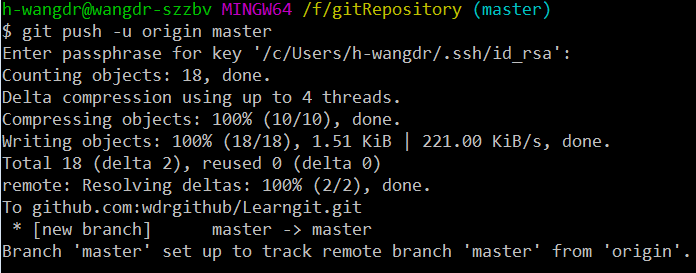 h-wangdr@wangdr-szzbv MINGW64 /f/gitRepository (master)
$ git push -u origin master
Enter passphrase for key '/c/Users/h-wangdr/.ssh/id_rsa':
Counting objects: 18, done.
Delta compression using up to 4 threads.
Compressing objects: 100% (10/10), done.
Writing objects: 100% (18/18), 1.51 KiB | 221.00 KiB/s, done.
Total 18 (delta 2), reused 0 (delta 0)
remote: Resolving deltas: 100% (2/2), done.
To github.com:wdrgithub/Learngit.git
 * [new branch]      master -> master
Branch 'master' set up to track remote branch 'master' from 'origin'.